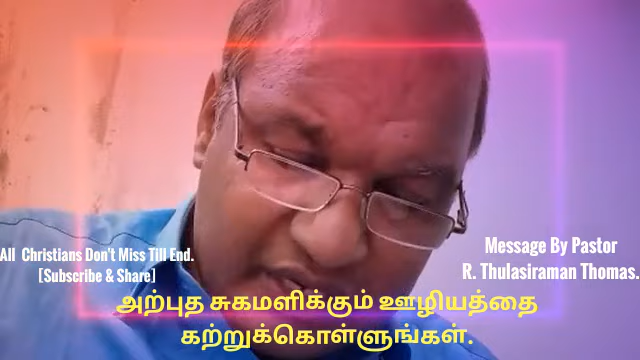 All Christians Don't Miss Till End.
[Subscribe & Share]
Message By Pastor
R. Thulasiraman Thomas.
அற்புத சுகமளிக்கும் ஊழியத்தை
கற்றுக்கொள்ளுங்கள்.